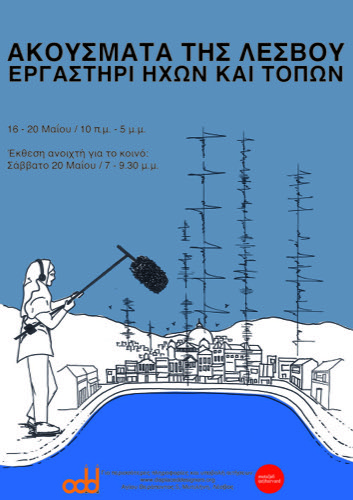 ΑΚΟΥΣΜΑΤΑ ΤΗΣ ΛΕΣΒΟΥ
ΕΡΓΑΣΤΗΡΙ ΗΧΩΝ ΚΑΙ ΤΟΠΩΝ
16 - 20 Μαΐου / 10 π.μ. - 5 μ.μ.
Έκθεση ανοιχτή για το κοινό:
Σάββατο 20 Μαΐου / 7 - 9.30 μ.μ.
odd